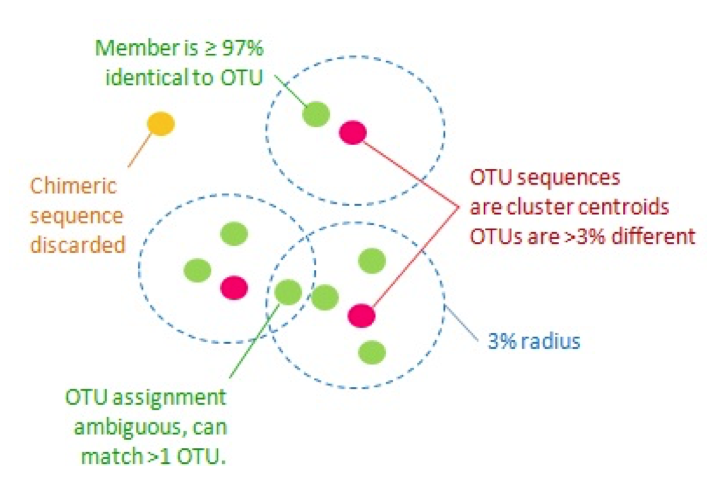 Member is ≥ 97%
identical to OTU
Chimeric
sequence
discarded
OTU sequences
are cluster centroids
OTUs are >3% different
3% radius
OTU assignment
ambiguous, can
match >1 OTU.